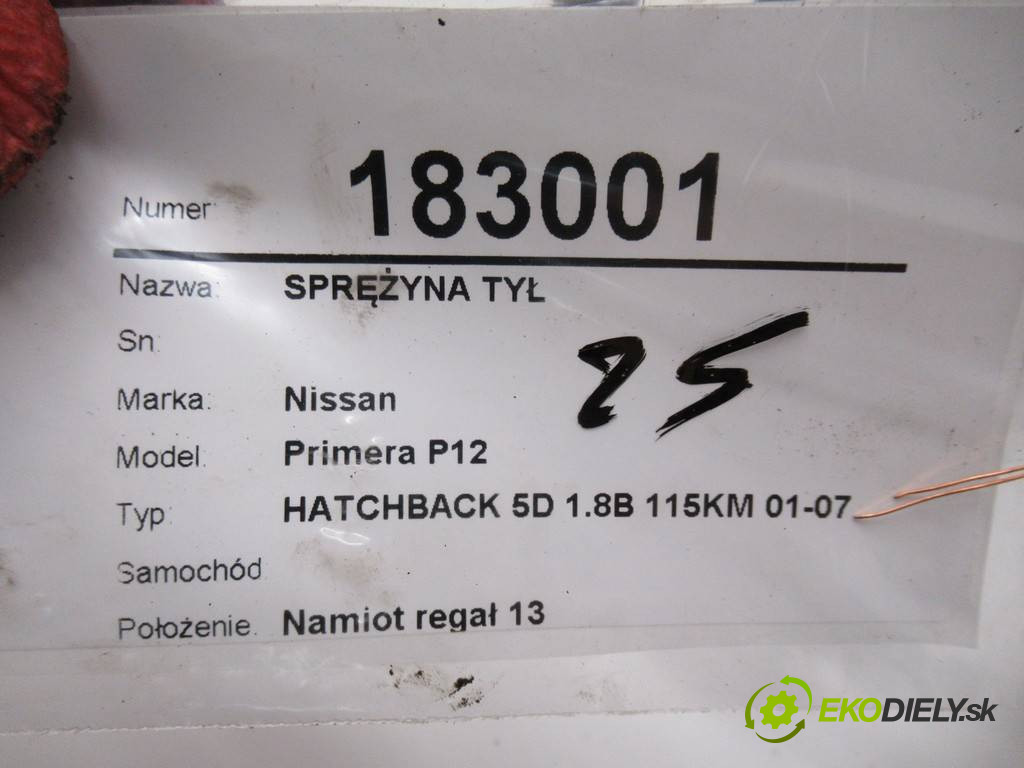 Numer: 183001
Nazwa: SPRĘŻYNA TYŁ
Sn:
25
Marka: Nissan
Model: Primera P12
Typ: HATCHBACK 5D 1.8B 115KM 01-07
Samochód
Położenie: Namiot regał 13
EKODIELY.sk